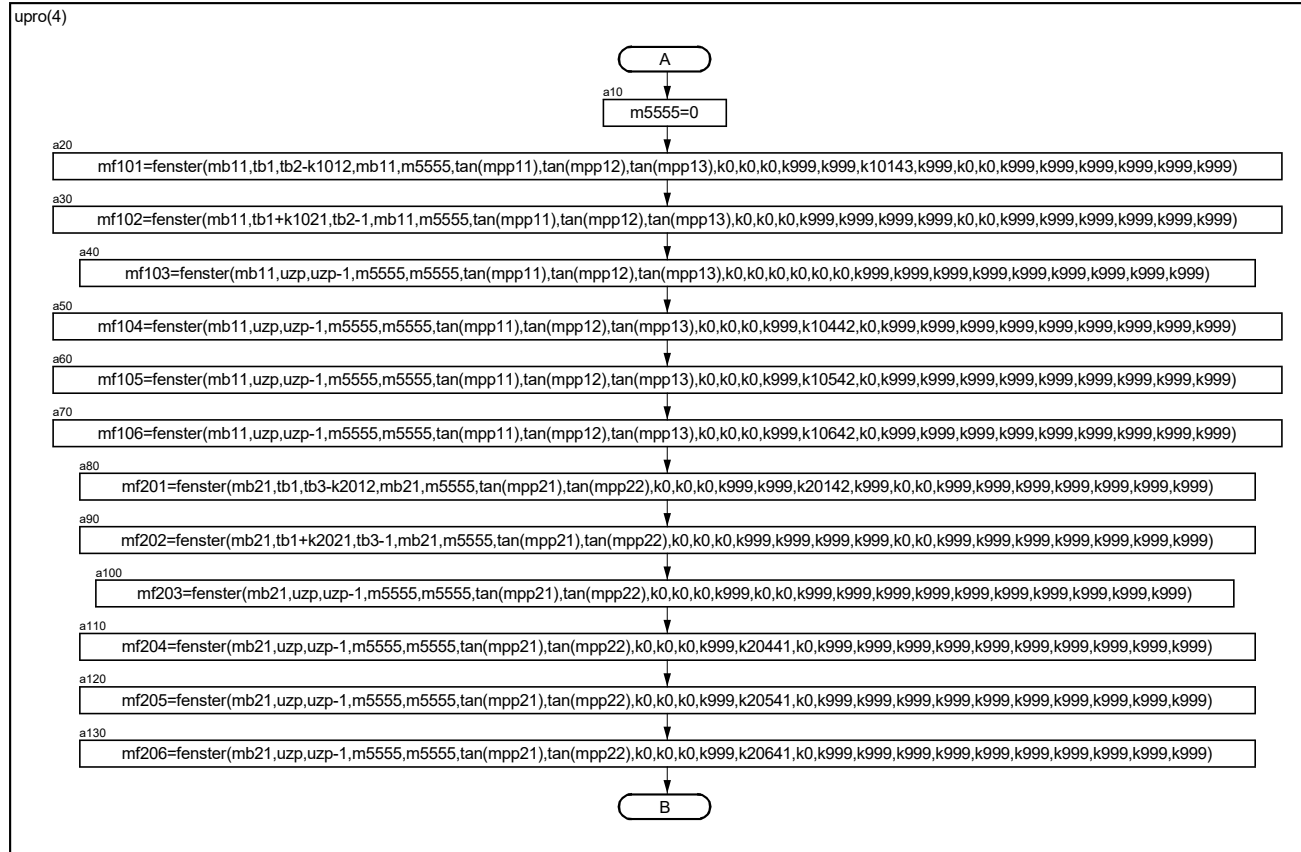 upro(4)
A
a10
m5555=0
a20
mf101=fenster(mb11,tb1,tb2-k1012,mb11,m5555,tan(mpp11),tan(mpp12),tan(mpp13),k0,k0,k0,k999,k999,k10143,k999,k0,k0,k999,k999,k999,k999,k999,k999)
a30
mf102=fenster(mb11,tb1+k1021,tb2-1,mb11,m5555,tan(mpp11),tan(mpp12),tan(mpp13),k0,k0,k0,k999,k999,k999,k999,k0,k0,k999,k999,k999,k999,k999,k999)
a40
mf103=fenster(mb11,uzp,uzp-1,m5555,m5555,tan(mpp11),tan(mpp12),tan(mpp13),k0,k0,k0,k0,k0,k0,k999,k999,k999,k999,k999,k999,k999,k999,k999)
a50
mf104=fenster(mb11,uzp,uzp-1,m5555,m5555,tan(mpp11),tan(mpp12),tan(mpp13),k0,k0,k0,k999,k10442,k0,k999,k999,k999,k999,k999,k999,k999,k999,k999)
a60
mf105=fenster(mb11,uzp,uzp-1,m5555,m5555,tan(mpp11),tan(mpp12),tan(mpp13),k0,k0,k0,k999,k10542,k0,k999,k999,k999,k999,k999,k999,k999,k999,k999)
a70
mf106=fenster(mb11,uzp,uzp-1,m5555,m5555,tan(mpp11),tan(mpp12),tan(mpp13),k0,k0,k0,k999,k10642,k0,k999,k999,k999,k999,k999,k999,k999,k999,k999)
a80
mf201=fenster(mb21,tb1,tb3-k2012,mb21,m5555,tan(mpp21),tan(mpp22),k0,k0,k0,k999,k999,k20142,k999,k0,k0,k999,k999,k999,k999,k999,k999,k999)
a90
mf202=fenster(mb21,tb1+k2021,tb3-1,mb21,m5555,tan(mpp21),tan(mpp22),k0,k0,k0,k999,k999,k999,k999,k0,k0,k999,k999,k999,k999,k999,k999,k999)
a100
mf203=fenster(mb21,uzp,uzp-1,m5555,m5555,tan(mpp21),tan(mpp22),k0,k0,k0,k999,k0,k0,k999,k999,k999,k999,k999,k999,k999,k999,k999,k999)
a110
mf204=fenster(mb21,uzp,uzp-1,m5555,m5555,tan(mpp21),tan(mpp22),k0,k0,k0,k999,k20441,k0,k999,k999,k999,k999,k999,k999,k999,k999,k999,k999)
a120
mf205=fenster(mb21,uzp,uzp-1,m5555,m5555,tan(mpp21),tan(mpp22),k0,k0,k0,k999,k20541,k0,k999,k999,k999,k999,k999,k999,k999,k999,k999,k999)
a130
mf206=fenster(mb21,uzp,uzp-1,m5555,m5555,tan(mpp21),tan(mpp22),k0,k0,k0,k999,k20641,k0,k999,k999,k999,k999,k999,k999,k999,k999,k999,k999)
B